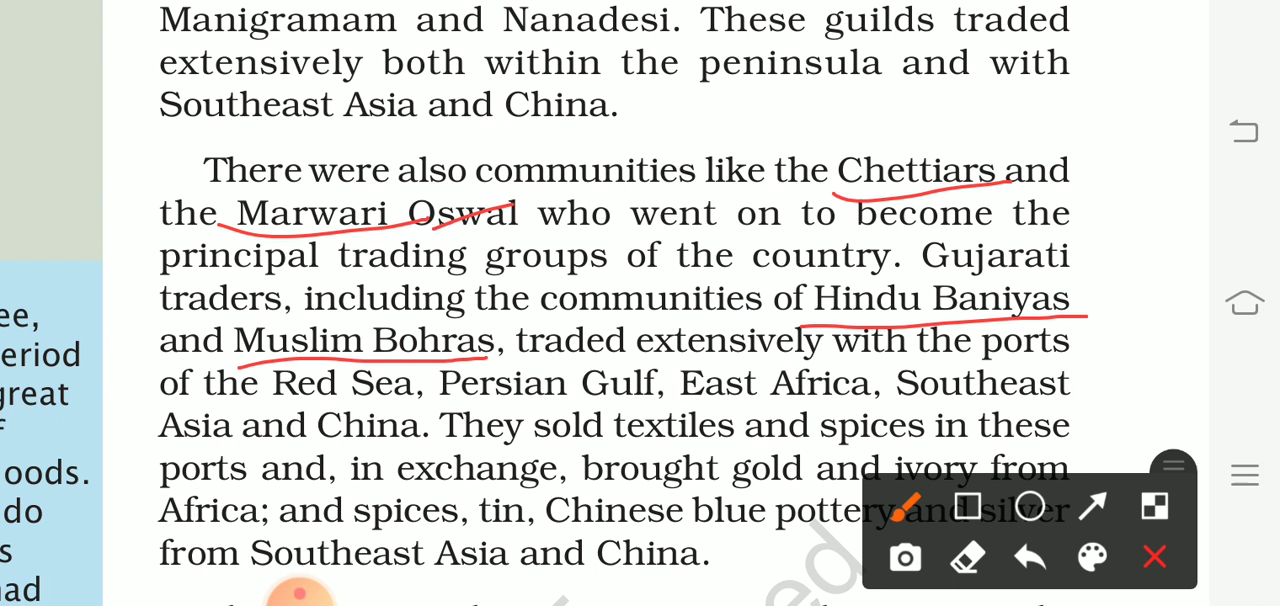 Manigramam and Nanadesi. These guilds traded
extensively both within the peninsula and with
Southeast Asia and China.
There were also communities like the Chettiars and
the Marwari Oswal who went on to become the
principal trading groups of the country. Gujarati
traders, including the communities of Hindu Baniyas
and Muslim Bohras, traded extensively with the ports
of the Red Sea, Persian Gulf, East Africa, Southeast
Asia and China. They sold textiles and spices in these
ports and, in exchange, brought gold and ivory from
Africa; and spices, tin, Chinese blue pottery and silver
from Southeast Asia and China.
ee,
eriod
great
oods.
do
s
had